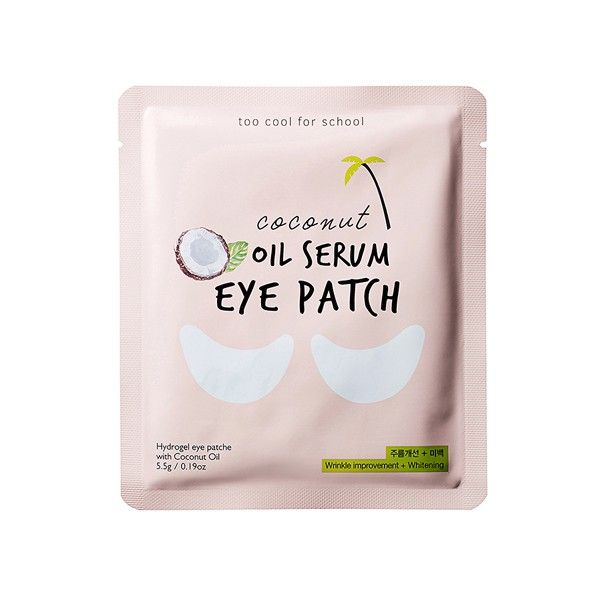 too cool for school
coconut
OIL SERUM
EYE PATCH
Hydrogel eye patche
with Coconut Oil
5.5g / 0.19oz
주름개선 + 미백
Wrinkle improvement + Whitening